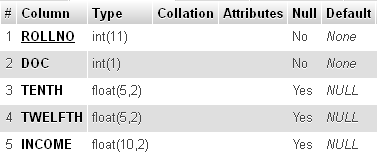 # Column Type Collation Attributes Null Default
1 ROLLNO int(11) No None
2 DOC int(1) No None
3 TENTH float(5,2) Yes NULL
4 TWELFTH float(5,2) Yes NULL
5 INCOME float(10,2) Yes NULL